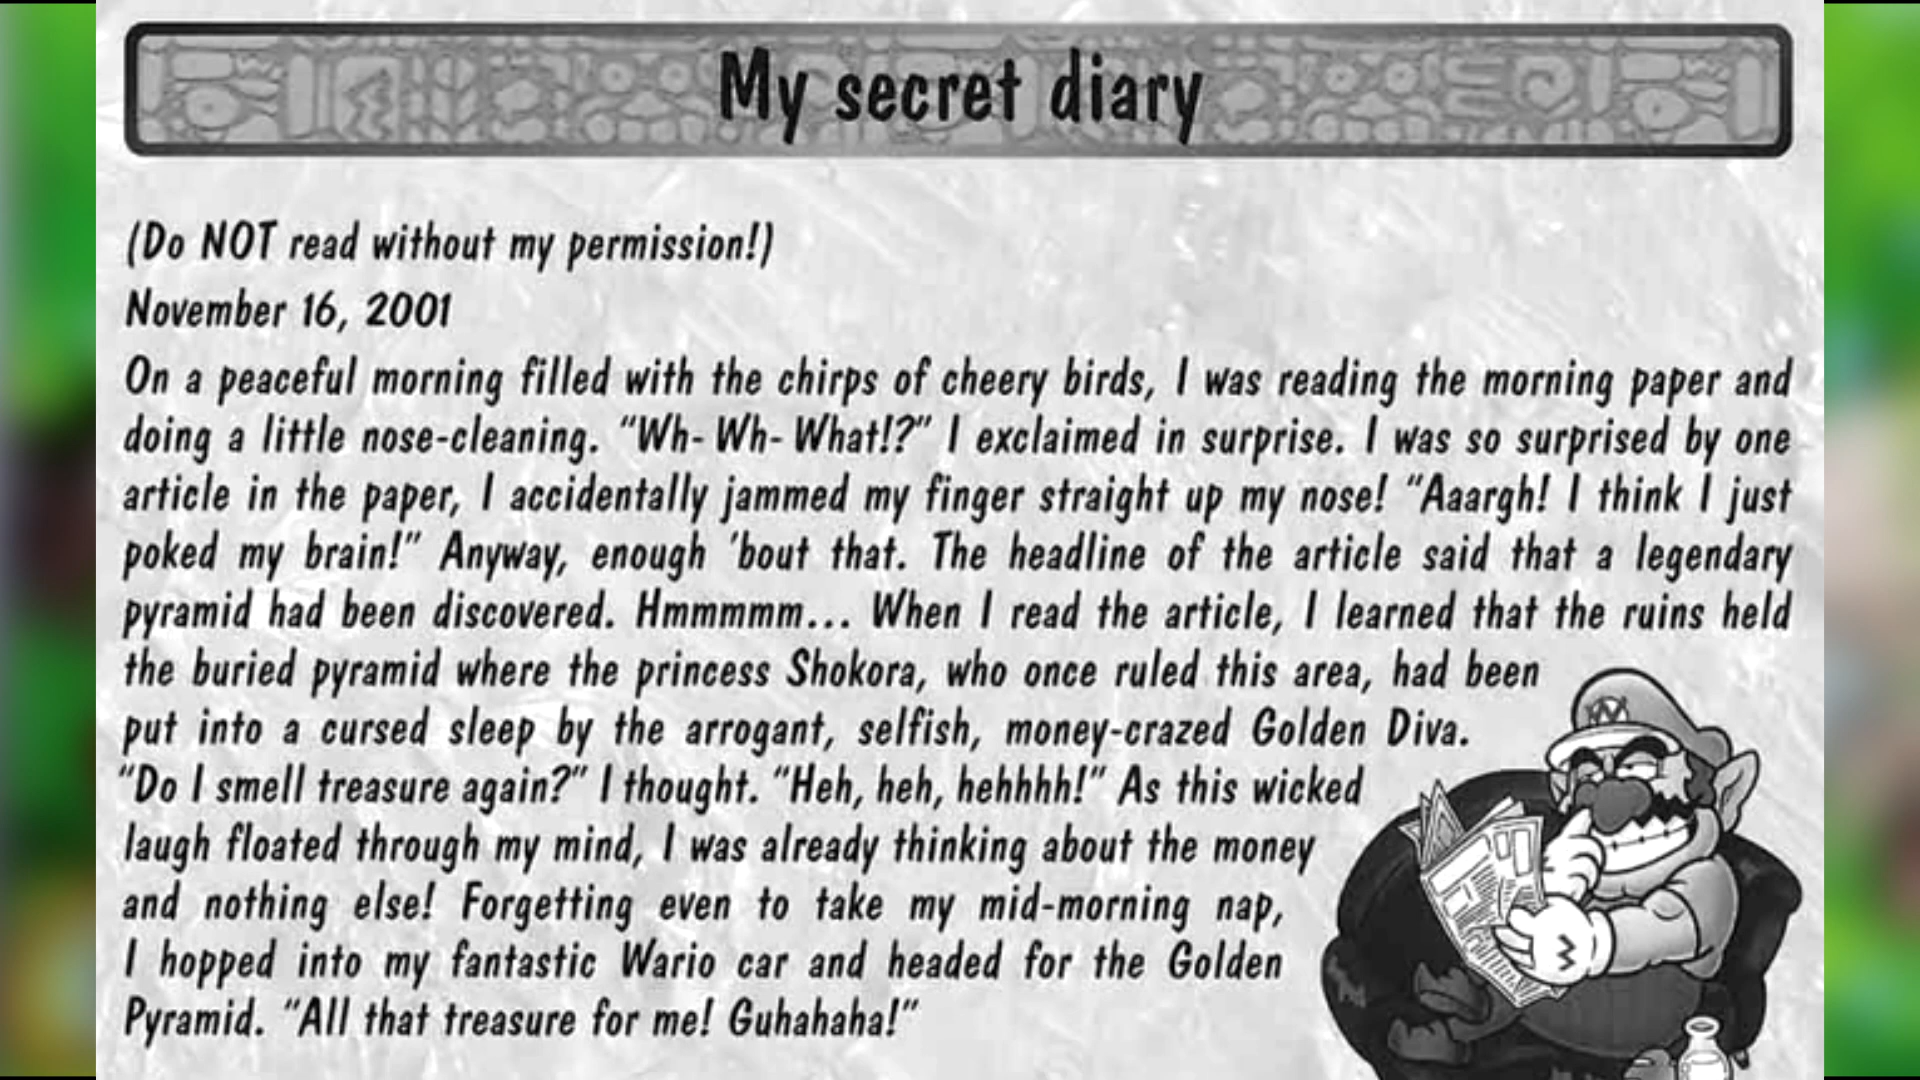 My secret diary
(Do NOT read without my permission!)
November 16, 2001
On a peaceful morning filled with the chirps of cheery birds, I was reading the morning paper and
doing a little nose-cleaning. “Wh- Wh- What!?” I exclaimed in surprise. I was so surprised by one
article in the paper, I accidentally jammed my finger straight up my nose! “Aaargh! I think I just
poked my brain!” Anyway, enough ’bout that. The headline of the article said that a legendary
pyramid had been discovered. Hmmmmm... When I read the article, I learned that the ruins held
the buried pyramid where the princess Shokora, who once ruled this area, had been
put into a cursed sleep by the arrogant, selfish, money-crazed Golden Diva.
“Do I smell treasure again?” I thought. “Heh, heh, hehhhh!” As this wicked
laugh floated through my mind, I was already thinking about the money
and nothing else! Forgetting even to take my mid-morning nap,
I hopped into my fantastic Wario car and headed for the Golden
Pyramid. “All that treasure for me! Guhahaha!”